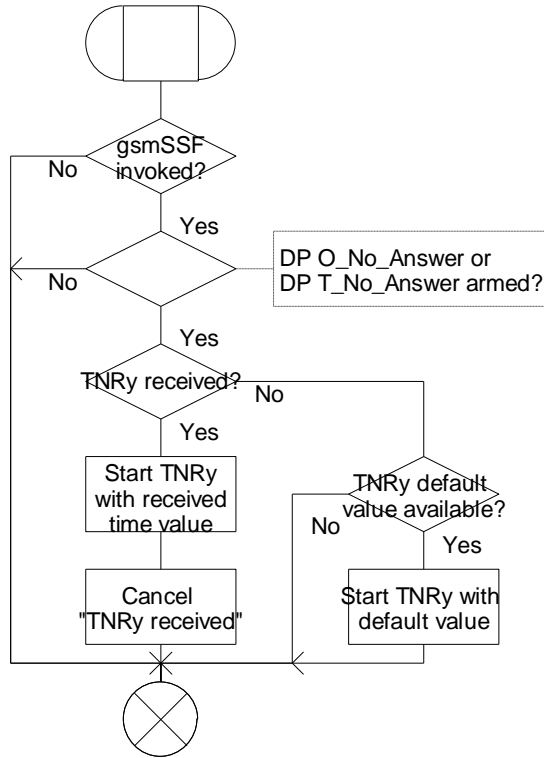 gsmSSF
invoked?
No
Yes
DP O_No_Answer or
DP T_No_Answer armed?
No
Yes
TNRy received?
No
Yes
Start TNRy
with received
time value
TNRy default
value available?
No
Yes
Cancel
"TNRy received"
Start TNRy with
default value